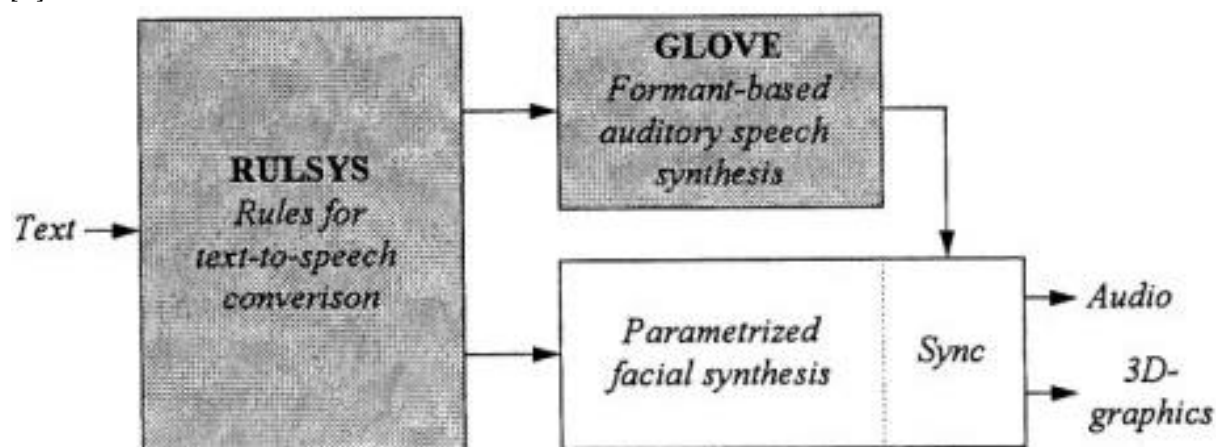 Text
RULSYS
Rules for
text-to-speech
converison
GLOVE
Formant-based
auditory speech
synthesis
Parametrized
facial synthesis
Sync
Audio
3D-
graphics